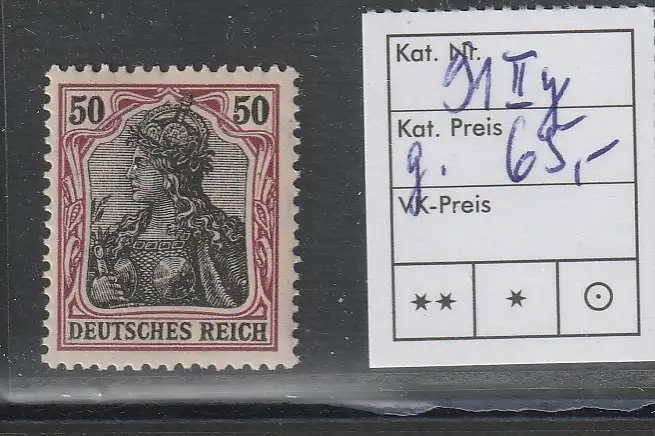 50 50
DEUTSCHES REICH
Kat. Nr. 91 II y
Kat. Preis
g. 65,-
VK-Preis